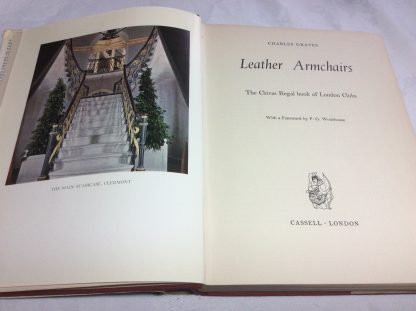 THE MAIN STAIRCASE, CLERMONT
CHARLES GRAVES
Leather Armchairs
The Chivas Regal book of London Clubs
With a Foreword by P. G. Wodehouse
CASSELL · LONDON